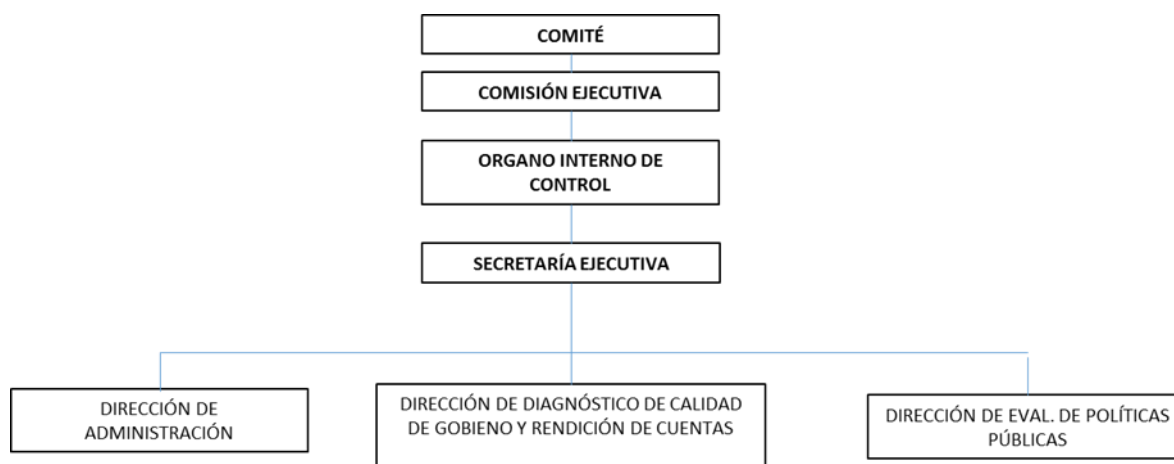 COMITÉ
COMISIÓN EJECUTIVA
ORGANO INTERNO DE
CONTROL
SECRETARÍA EJECUTIVA
DIRECCIÓN DE
ADMINISTRACIÓN
DIRECCIÓN DE DIAGNÓSTICO DE CALIDAD
DE GOBIENO Y RENDICIÓN DE CUENTAS
DIRECCIÓN DE EVAL. DE POLÍTICAS
PÚBLICAS